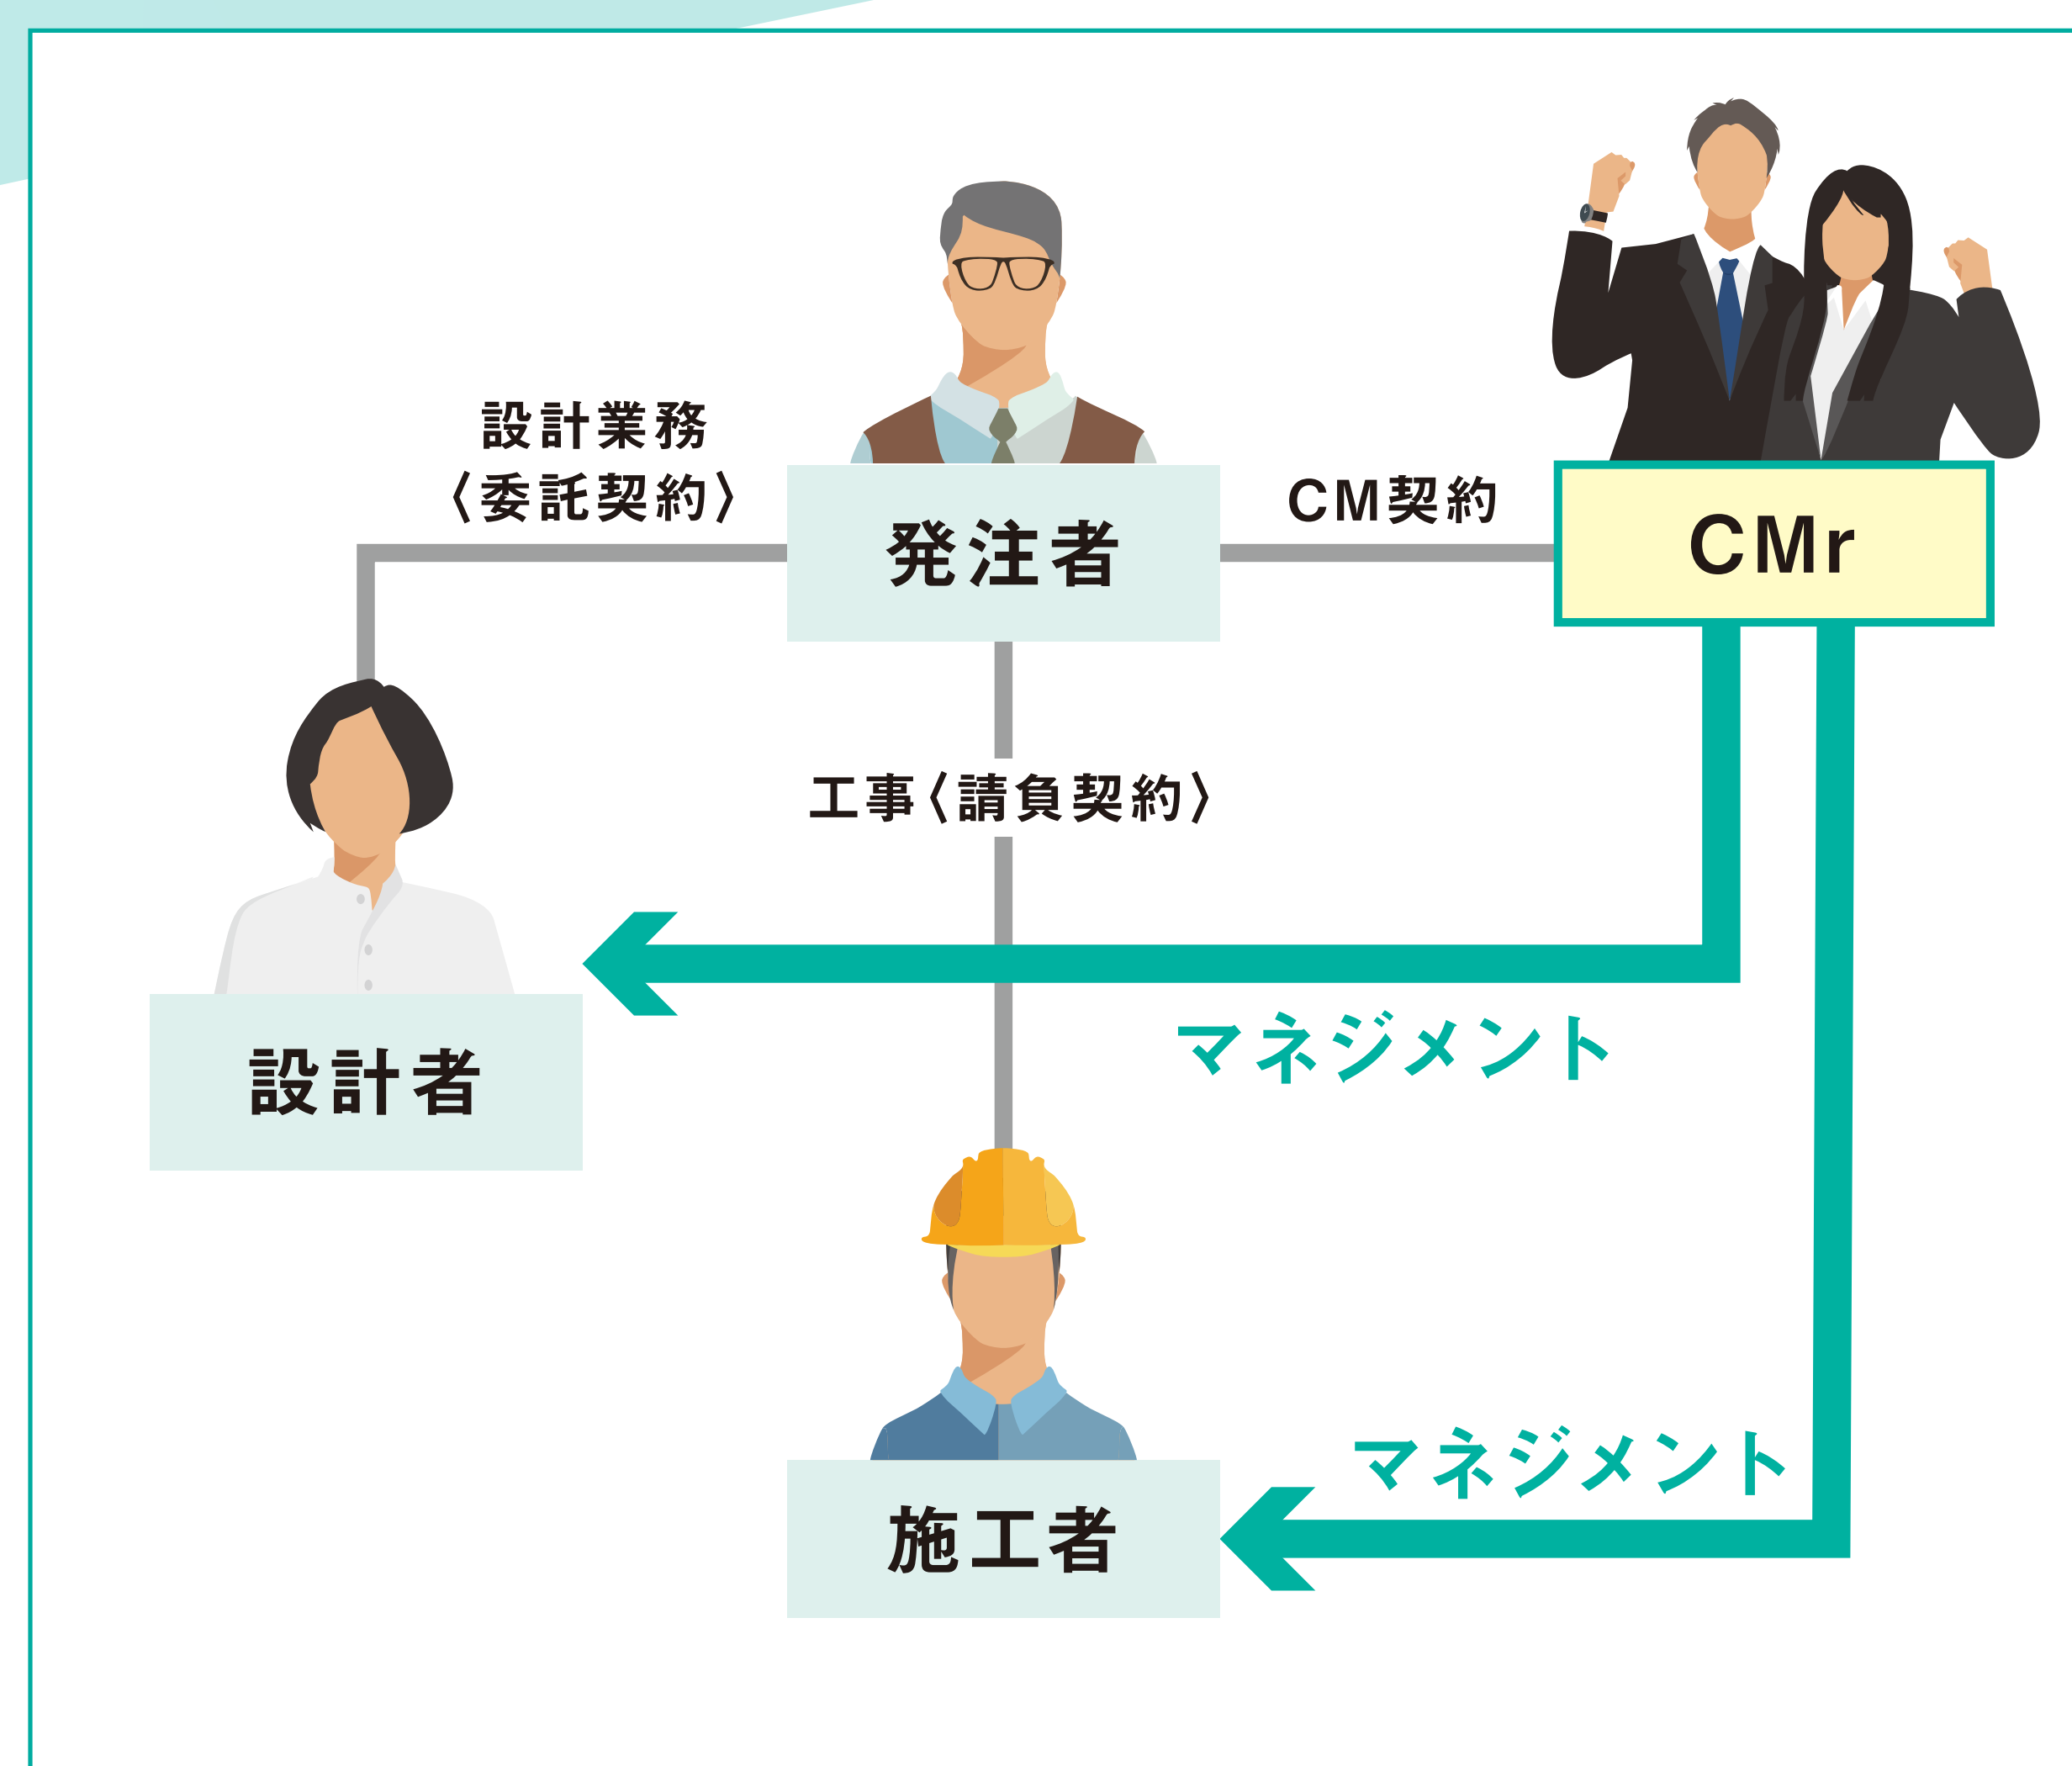 設計業務
〈委託契約〉
発注者
CM契約
CMr
工事〈請負契約〉
設計者
マネジメント
マネジメント
施工者